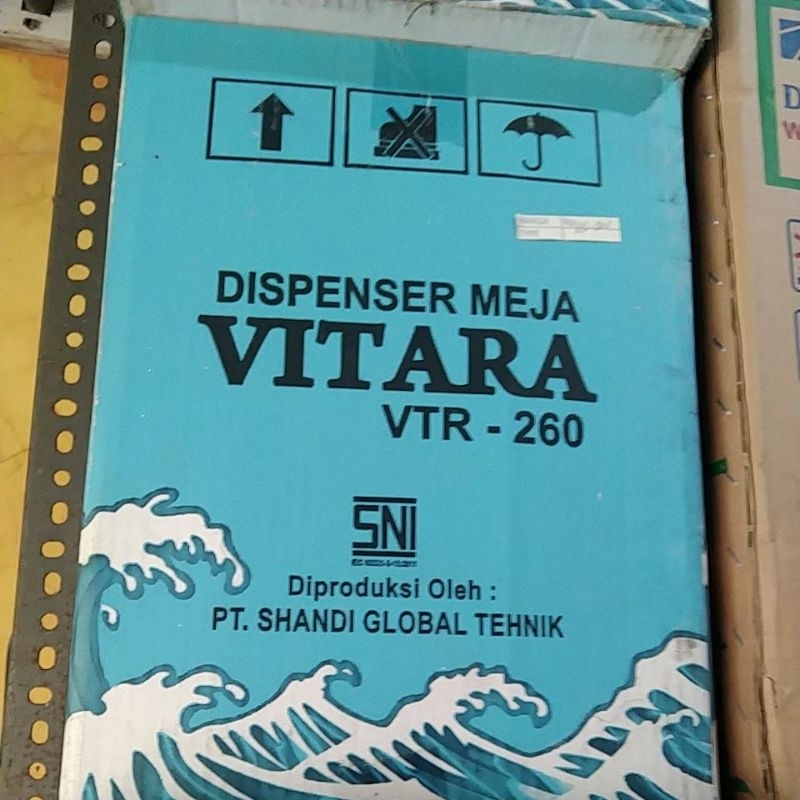 DISPENSER MEJA
VITARA
VTR - 260
SNI
Diproduksi Oleh :
PT. SHANDI GLOBAL TEHNIK
D
W